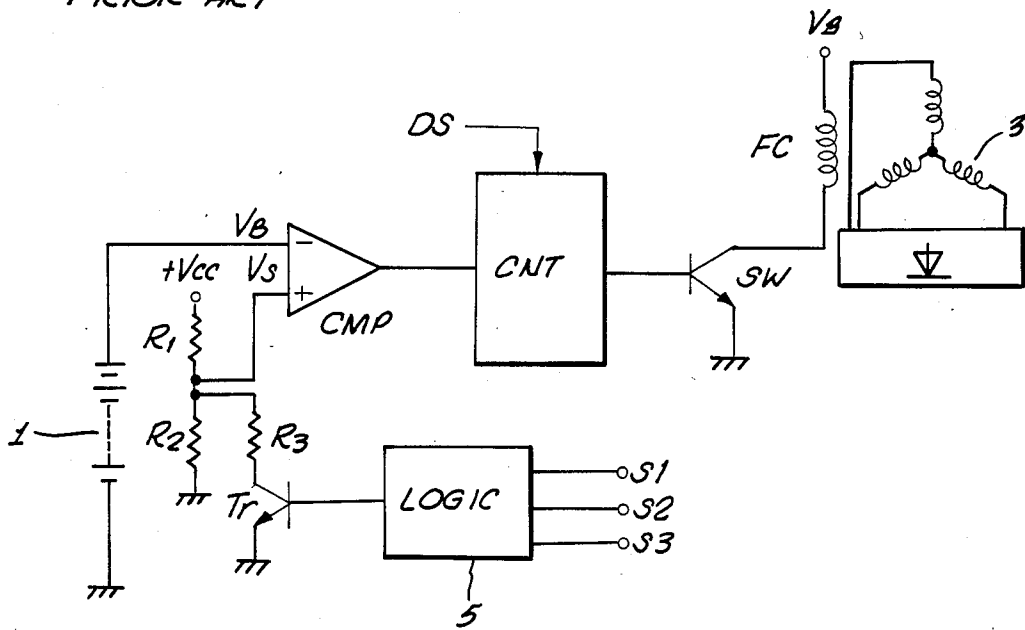 PRIOR ART
VB
DS
FC
3
VB
+Vcc
VS
−
+
CMP
CNT
SW
R1
1
R2
R3
Tr
LOGIC
S1
S2
S3
5